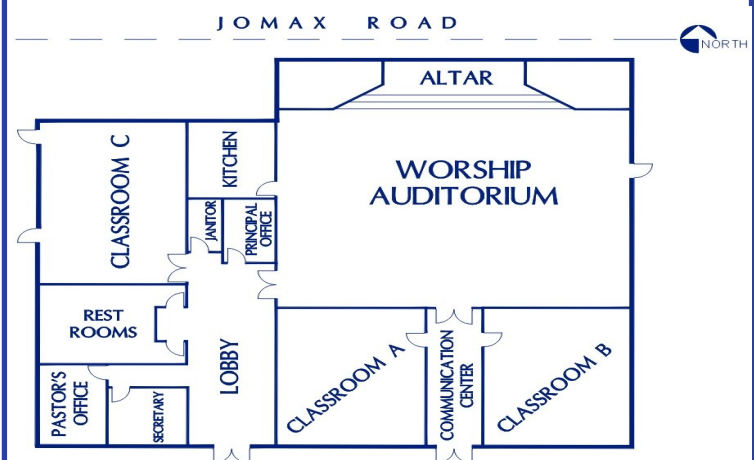 JOMAX ROAD
NORTH
ALTAR
CLASSROOM C
KITCHEN
WORSHIP
AUDITORIUM
JANITOR
PRINCIPAL
OFFICE
REST
ROOMS
LOBBY
CLASSROOM A
COMMUNICATION
CENTER
CLASSROOM B
PASTOR'S
OFFICE
SECRETARY